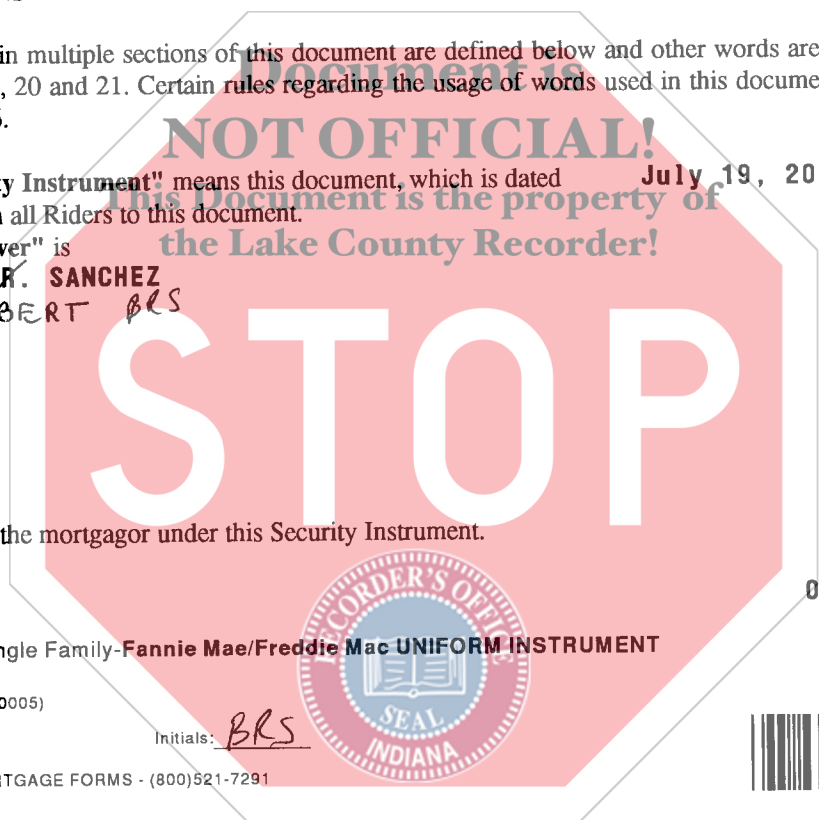 in multiple sections of this document are defined below and other words are
, 20 and 21. Certain rules regarding the usage of words used in this docume
Document is
NOT OFFICIAL!
y Instrument" means this document, which is dated July 19, 20
This Document is the property of
all Riders to this document.
the Lake County Recorder!
ver" is
R. SANCHEZ
BERT BRS
STOP
the mortgagor under this Security Instrument.
0
ngle Family-Fannie Mae/Freddie Mac UNIFORM INSTRUMENT
0005)
RECORDER'S OFFICE
SEAL
INDIANA
Initials: BRS
TGAGE FORMS - (800)521-7291